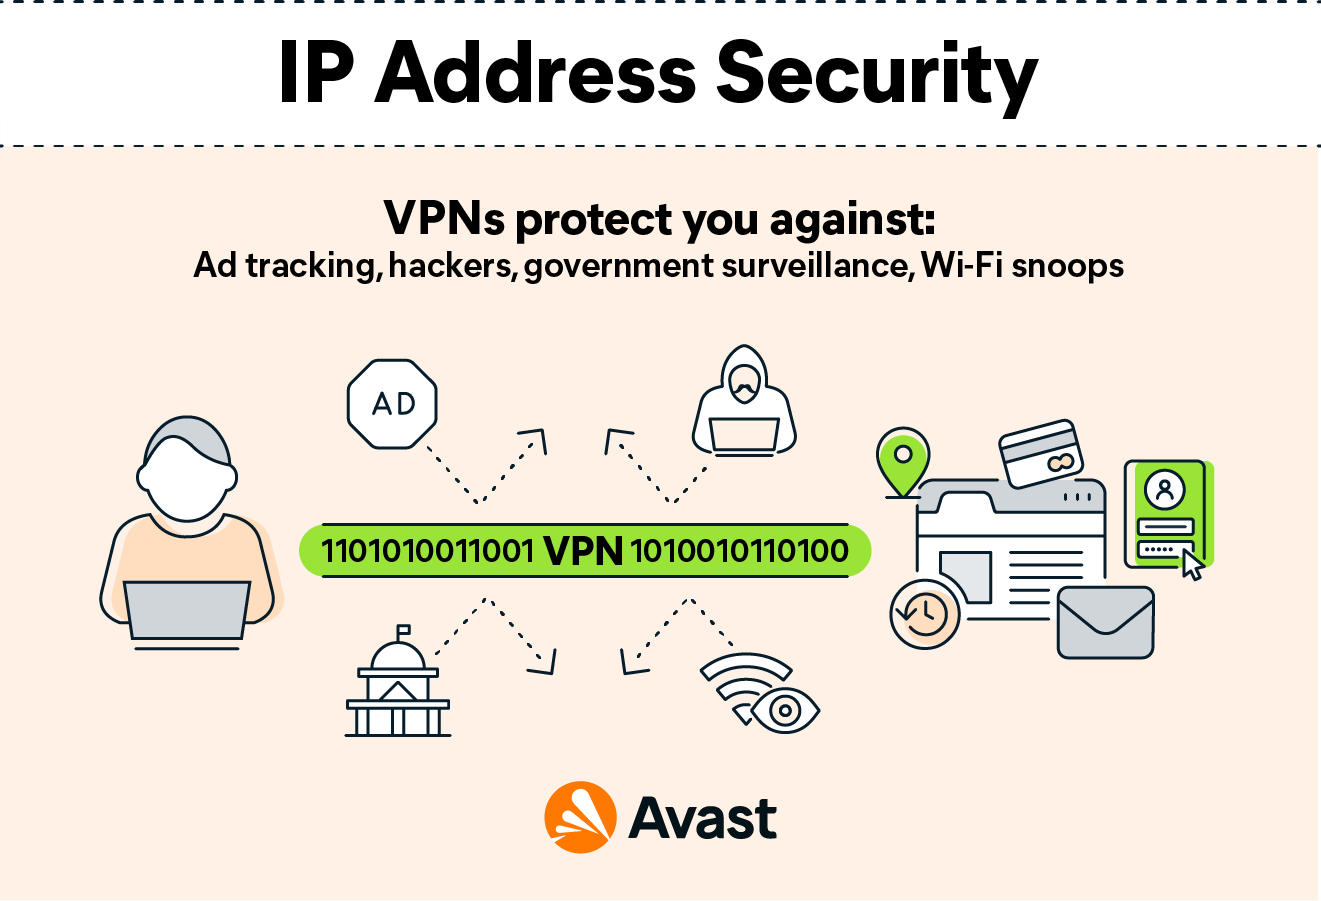 IP Address Security
VPNs protect you against:
Ad tracking, hackers, government surveillance, Wi-Fi snoops
AD
1101010011001 VPN 1010010110100
Avast